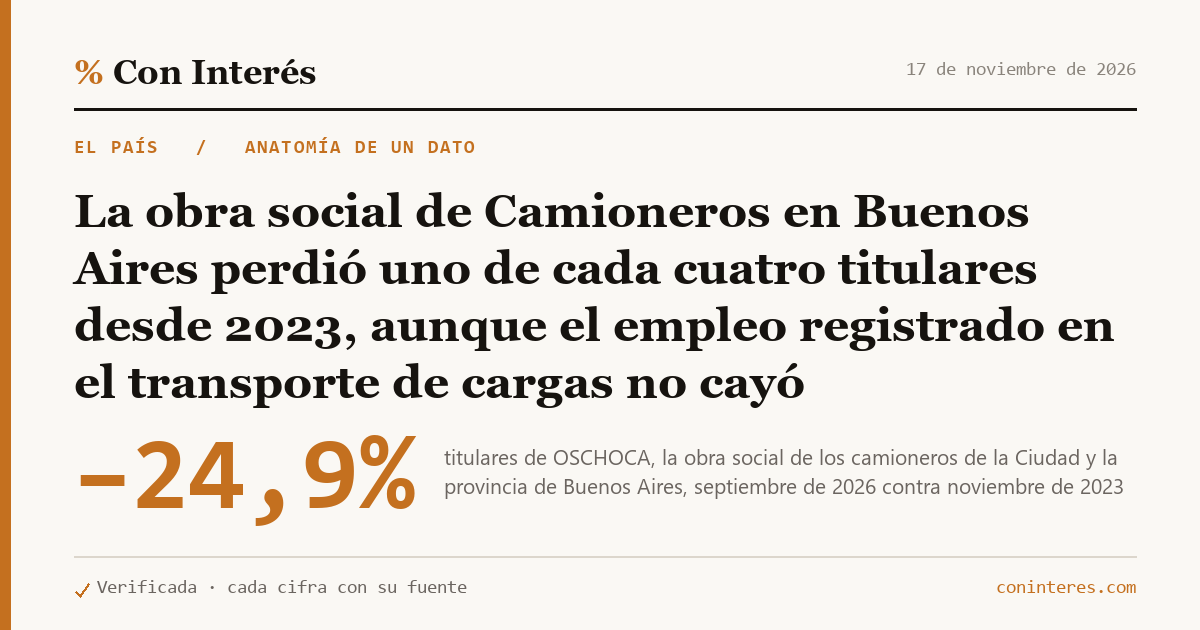 % Con Interés
17 de noviembre de 2026
EL PAÍS / ANATOMÍA DE UN DATO
La obra social de Camioneros en Buenos
Aires perdió uno de cada cuatro titulares
desde 2023, aunque el empleo registrado en
el transporte de cargas no cayó
−24,9%
titulares de OSCHOCA, la obra social de los camioneros de la Ciudad y la
provincia de Buenos Aires, septiembre de 2026 contra noviembre de 2023
✓ Verificada · cada cifra con su fuente
coninteres.com